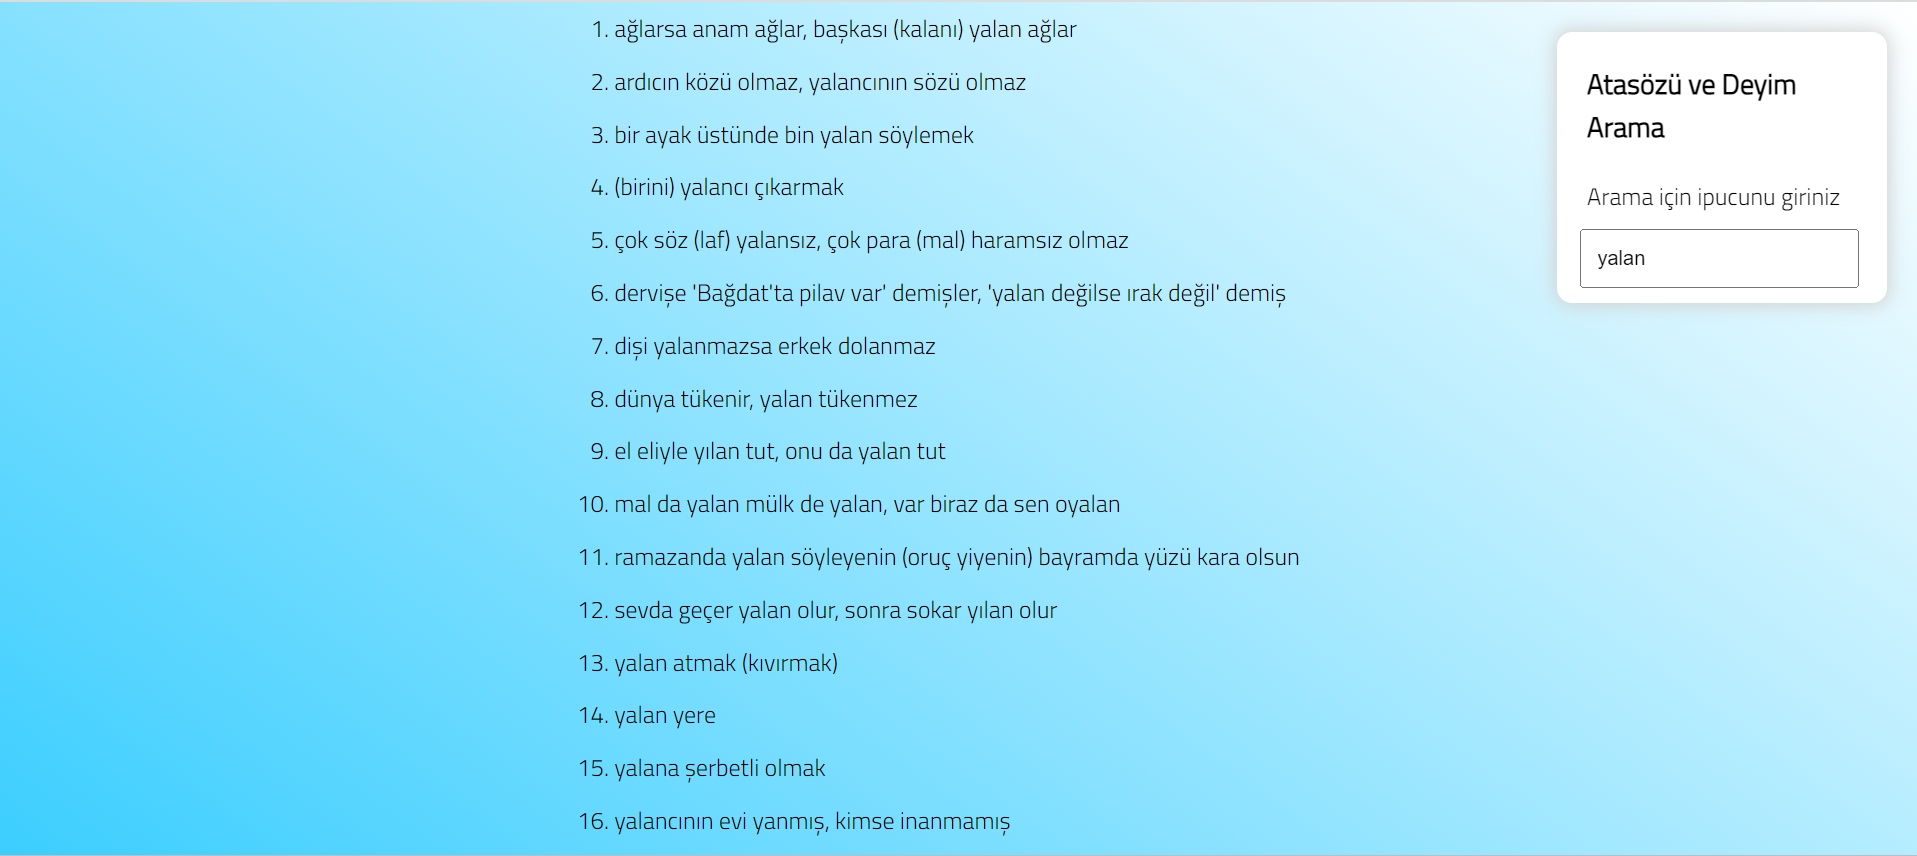 1. ağlarsa anam ağlar, başkası (kalanı) yalan ağlar
2. ardıcın közü olmaz, yalancının sözü olmaz
3. bir ayak üstünde bin yalan söylemek
4. (birini) yalancı çıkarmak
5. çok söz (laf) yalansız, çok para (mal) haramsız olmaz
6. dervişe 'Bağdat'ta pilav var' demişler, 'yalan değilse ırak değil' demiş
7. dişi yalanmazsa erkek dolanmaz
8. dünya tükenir, yalan tükenmez
9. el eliyle yılan tut, onu da yalan tut
10. mal da yalan mülk de yalan, var biraz da sen oyalan
11. ramazanda yalan söyleyenin (oruç yiyenin) bayramda yüzü kara olsun
12. sevda geçer yalan olur, sonra sokar yılan olur
13. yalan atmak (kıvırmak)
14. yalan yere
15. yalana şerbetli olmak
16. yalancının evi yanmış, kimse inanmamış
Atasözü ve Deyim
Arama
Arama için ipucunu giriniz
yalan